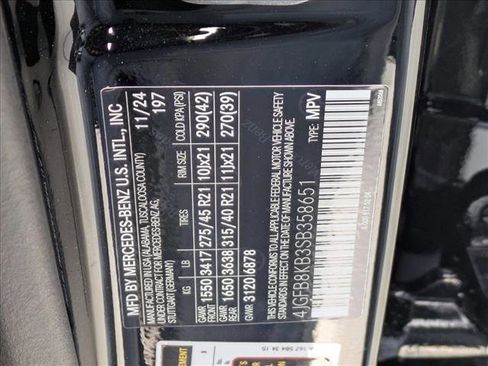 MFD BY MERCEDES-BENZ U.S. INTL., INC
MANUFACTURED IN USA (ALABAMA, TUSCALOOSA COUNTY)
UNDER CONTRACT FOR MERCEDES-BENZ AG,
STUTTGART (GERMANY)
11/24
197
KG LB TIRES RIM SIZE COLD KPA(PSI)
GAWR FRONT 1550 3417 275/45 R21 10Jx21 290(42)
GAWR REAR 1650 3638 315/40 R21 11Jx21 270(39)
GVWR 3120 6878
THIS VEHICLE CONFORMS TO ALL APPLICABLE FEDERAL MOTOR VEHICLE SAFETY
STANDARDS IN EFFECT ON THE DATE OF MANUFACTURE SHOWN ABOVE.
4JGFB8KB3SB358651 TYPE: MPV